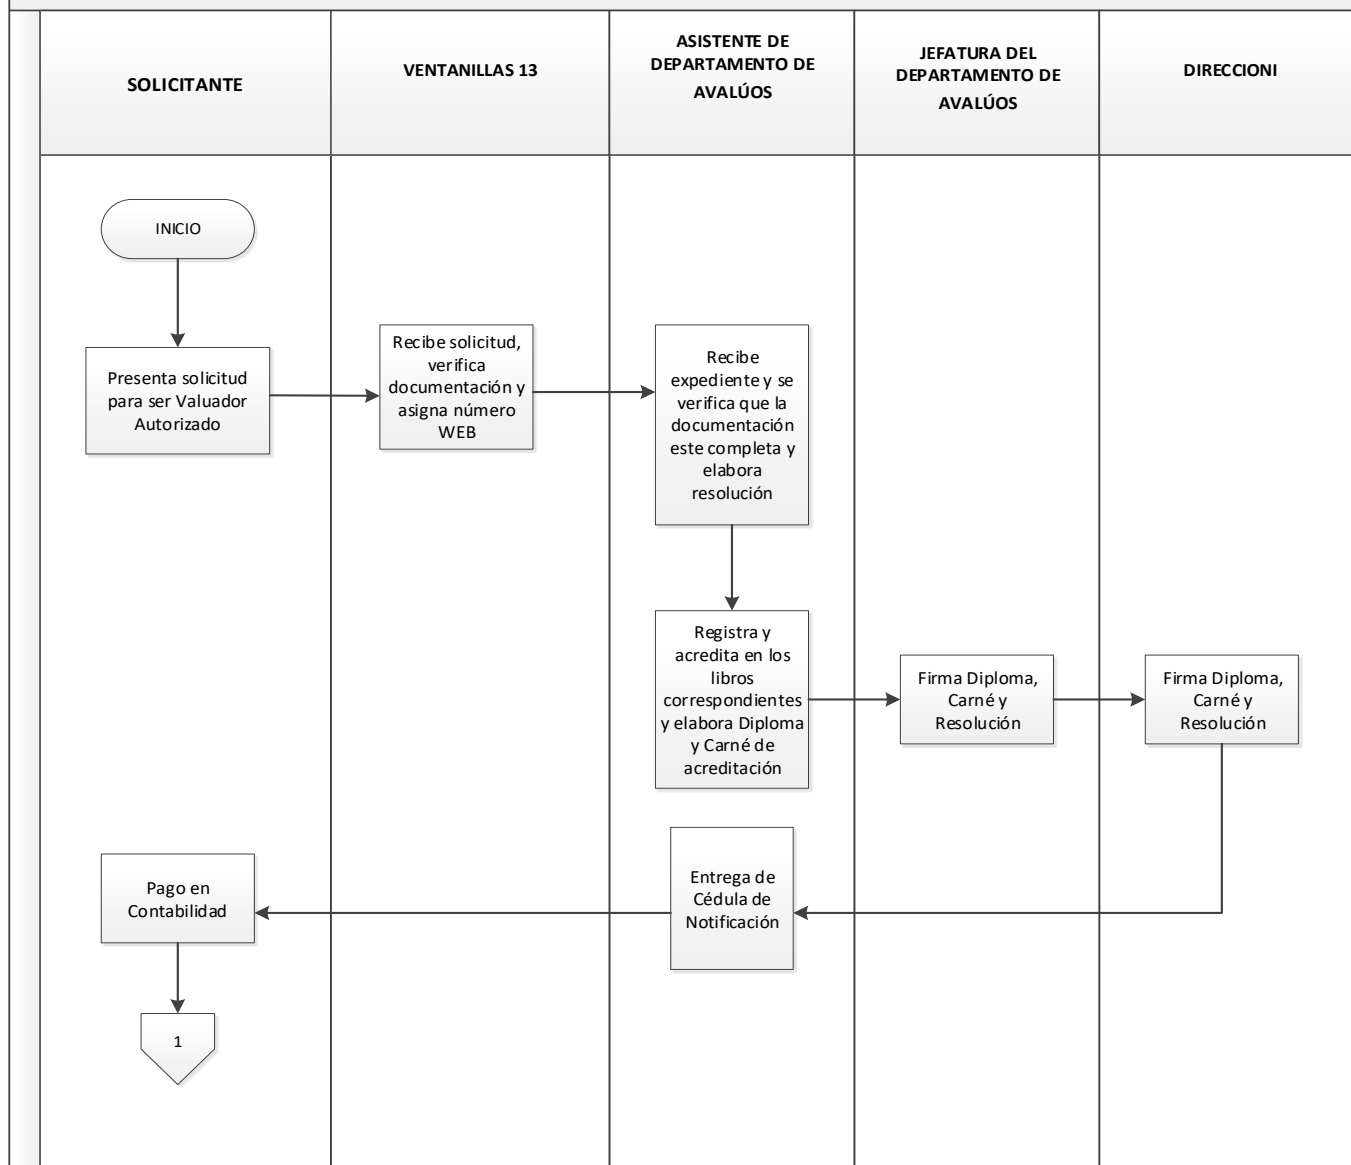 SOLICITANTE
VENTANILLAS 13
ASISTENTE DE
DEPARTAMENTO DE
AVALÚOS
JEFATURA DEL
DEPARTAMENTO DE
AVALÚOS
DIRECCIONI
INICIO
Presenta solicitud
para ser Valuador
Autorizado
Recibe solicitud,
verifica
documentación y
asigna número
WEB
Recibe
expediente y se
verifica que la
documentación
este completa y
elabora
resolución
Registra y
acredita en los
libros
correspondientes
y elabora Diploma
y Carné de
acreditación
Firma Diploma,
Carné y
Resolución
Firma Diploma,
Carné y
Resolución
Entrega de
Cédula de
Notificación
Pago en
Contabilidad
1